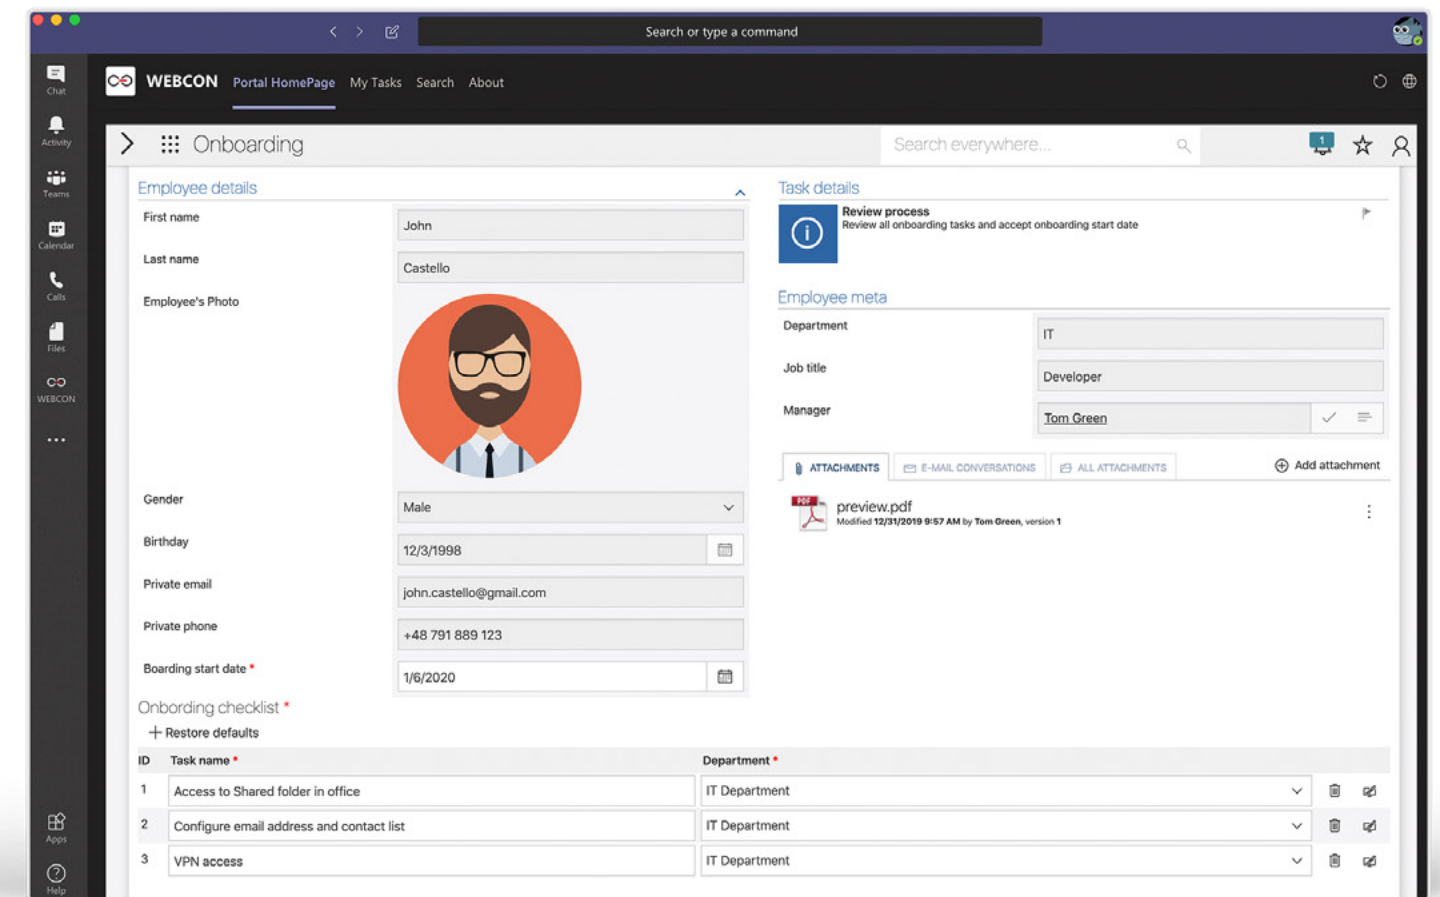 Search or type a command
Chat
WEBCON Portal HomePage My Tasks Search About
Activity
Onboarding Search everywhere... 1
Teams
Calendar
Calls
Files
WEBCON
Apps
Help
Employee details
First name John
Last name Castello
Employee's Photo
Gender Male
Birthday 12/3/1998
Private email john.castello@gmail.com
Private phone +48 791 889 123
Boarding start date * 1/6/2020
Task details
Review process
Review all onboarding tasks and accept onboarding start date
Employee meta
Department IT
Job title Developer
Manager Tom Green
ATTACHMENTS E-MAIL CONVERSATIONS ALL ATTACHMENTS Add attachment
PDF preview.pdf
Modified 12/31/2019 9:57 AM by Tom Green, version 1
Onbording checklist *
Restore defaults
ID Task name * Department *
1 Access to Shared folder in office IT Department
2 Configure email address and contact list IT Department
3 VPN access IT Department